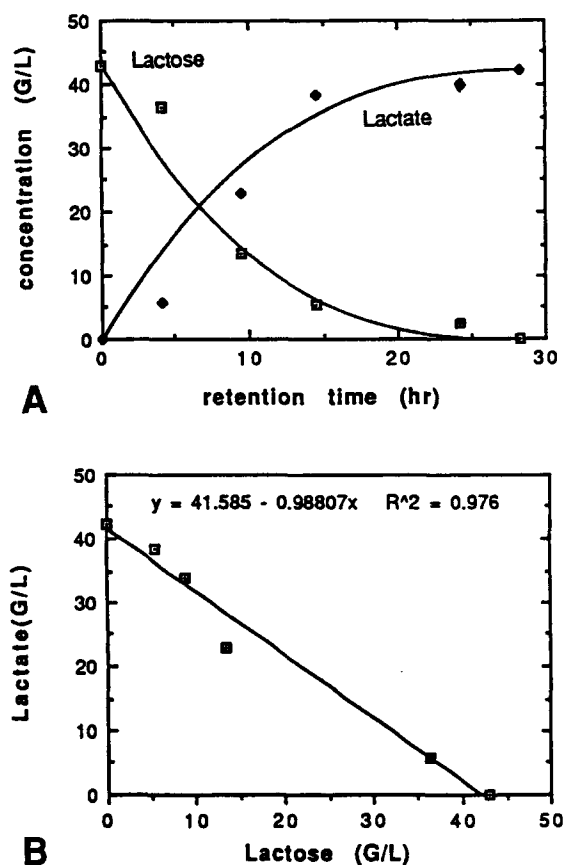 50
40
30
20
10
0
concentration (G/L)
Lactose
Lactate
0 10 20 30
retention time (hr)
A
50
40
30
20
10
0
Lactate(G/L)
y = 41.585 - 0.98807x R^2 = 0.976
0 10 20 30 40 50
Lactose (G/L)
B